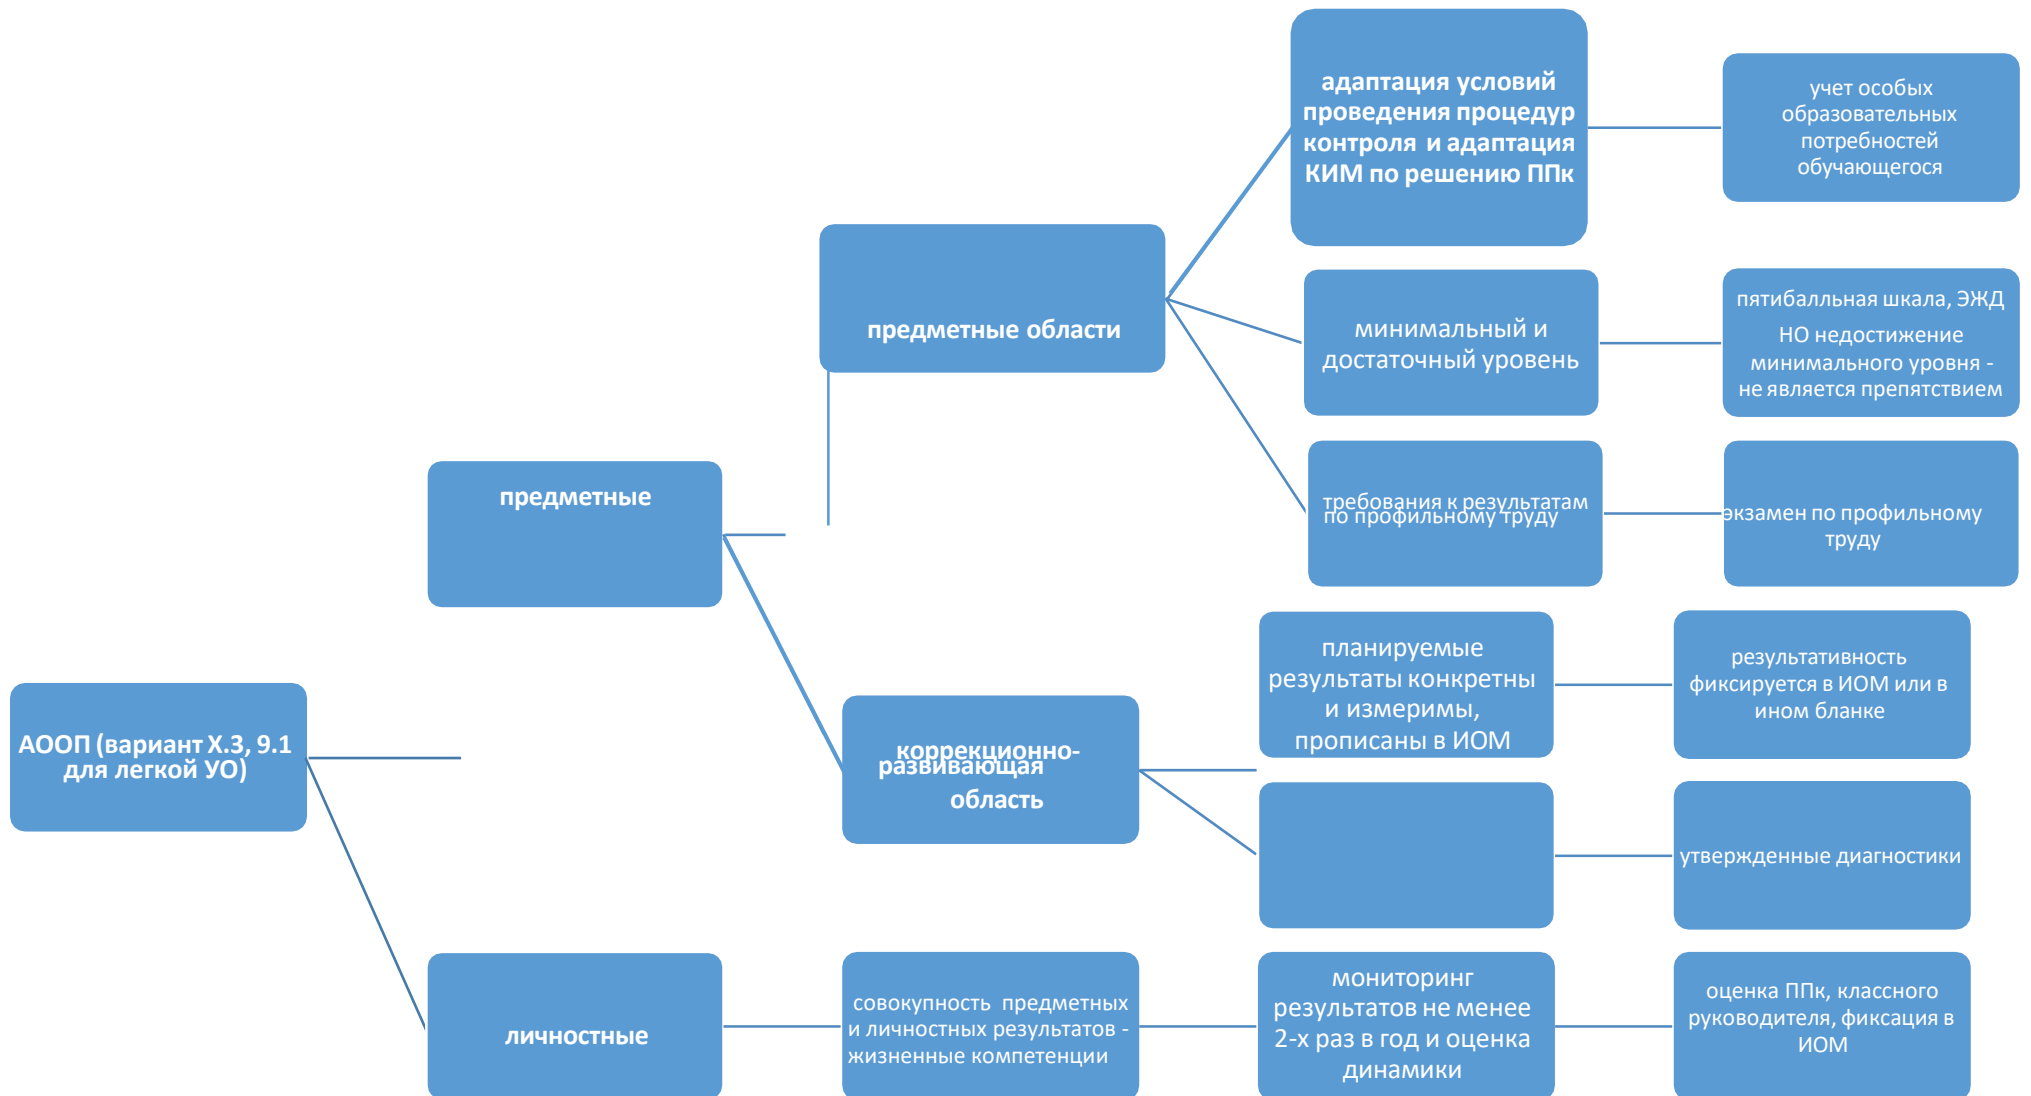 адаптация условий
проведения процедур
контроля и адаптация
КИМ по решению ППк
учет особых
образовательных
потребностей
обучающегося
предметные области
минимальный и
достаточный уровень
пятибалльная шкала, ЭЖД
НО недостижение
минимального уровня -
не является препятствием
предметные
требования к результатам
по профильному труду
экзамен по профильному
труду
планируемые
результаты конкретны
и измеримы,
прописаны в ИОМ
результативность
фиксируется в ИОМ или в
ином бланке
АООП (вариант Х.3, 9.1
для легкой УО)
коррекционно-
развивающая
область
утвержденные диагностики
личностные
совокупность предметных
и личностных результатов -
жизненные компетенции
мониторинг
результатов не менее
2-х раз в год и оценка
динамики
оценка ППк, классного
руководителя, фиксация в
ИОМ